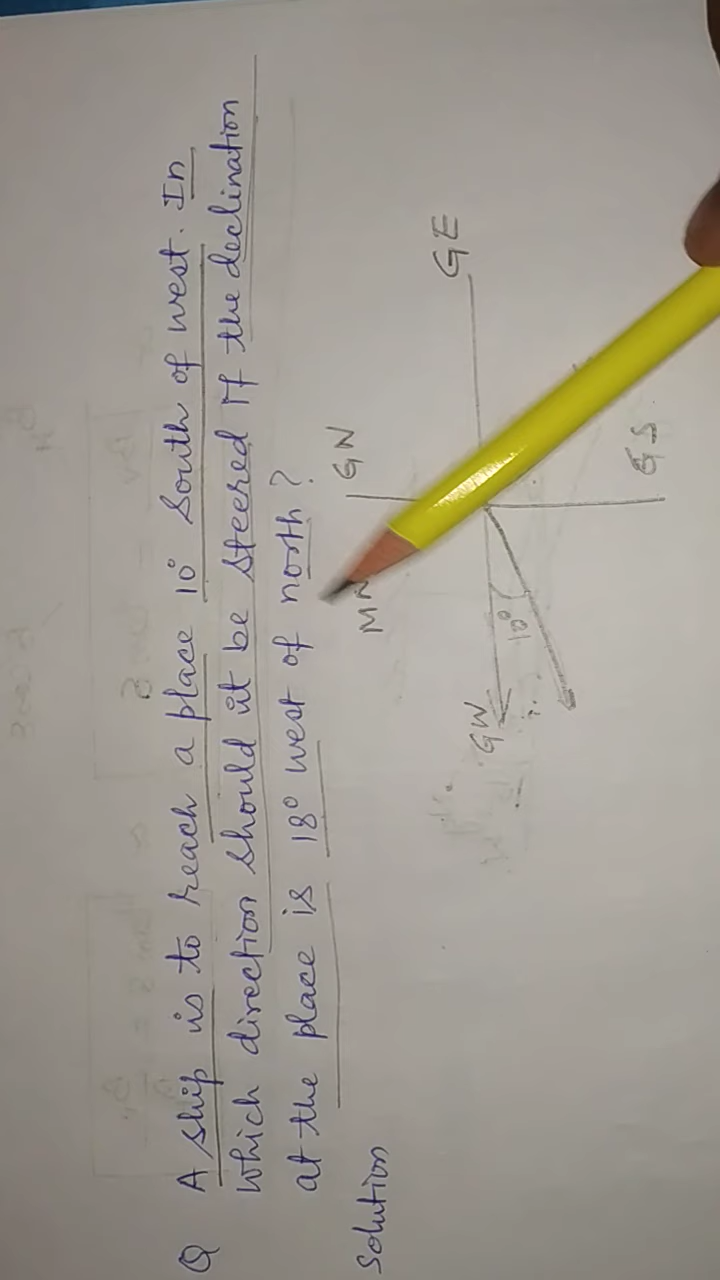 Q A ship is to reach a place 10° south of west. In
which direction should it be steered if the declination
at the place is 18° west of north?
Solution
GN
GW
GE
10°
GS